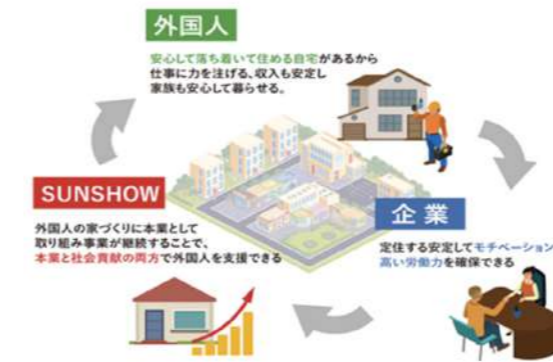 外国人
安心して落ち着いて住める自宅があるから
仕事に力を注げる、収入も安定し
家族も安心して暮らせる。
SUNSHOW
外国人の家づくりに本業として
取り組み事業が継続することで、
本業と社会貢献の両方で外国人を支援できる
企業
定住する安定してモチベーション
高い労働力を確保できる